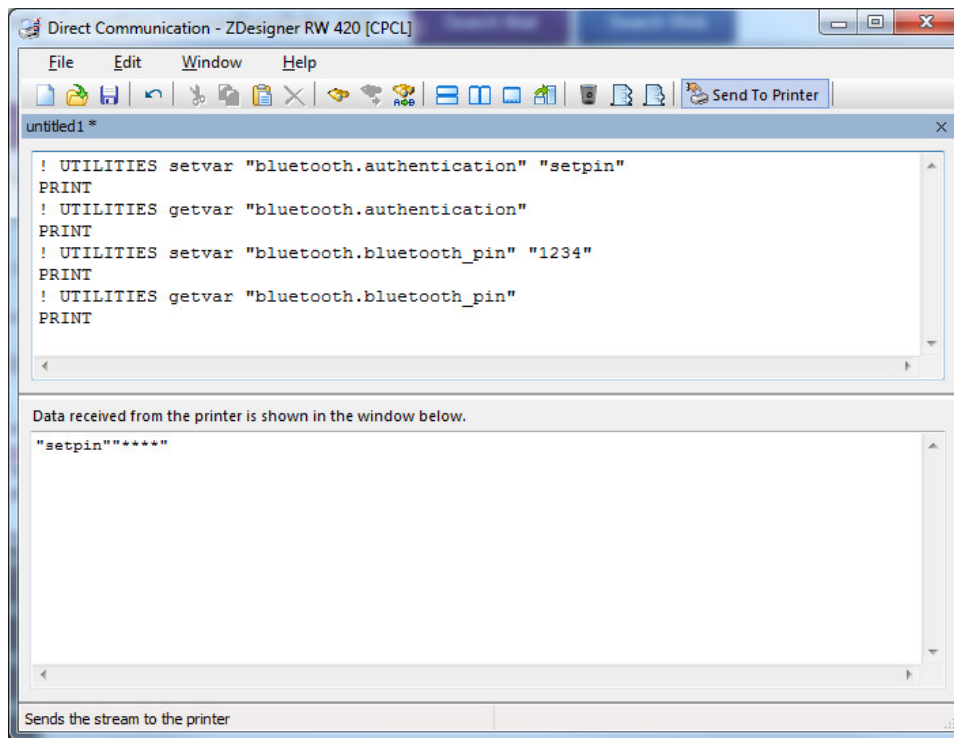 Direct Communication - ZDesigner RW 420 [CPCL]
File Edit Window Help
Send To Printer
untitled1 *
! UTILITIES setvar "bluetooth.authentication" "setpin"
PRINT
! UTILITIES getvar "bluetooth.authentication"
PRINT
! UTILITIES setvar "bluetooth.bluetooth_pin" "1234"
PRINT
! UTILITIES getvar "bluetooth.bluetooth_pin"
PRINT
Data received from the printer is shown in the window below.
"setpin""****"
Sends the stream to the printer